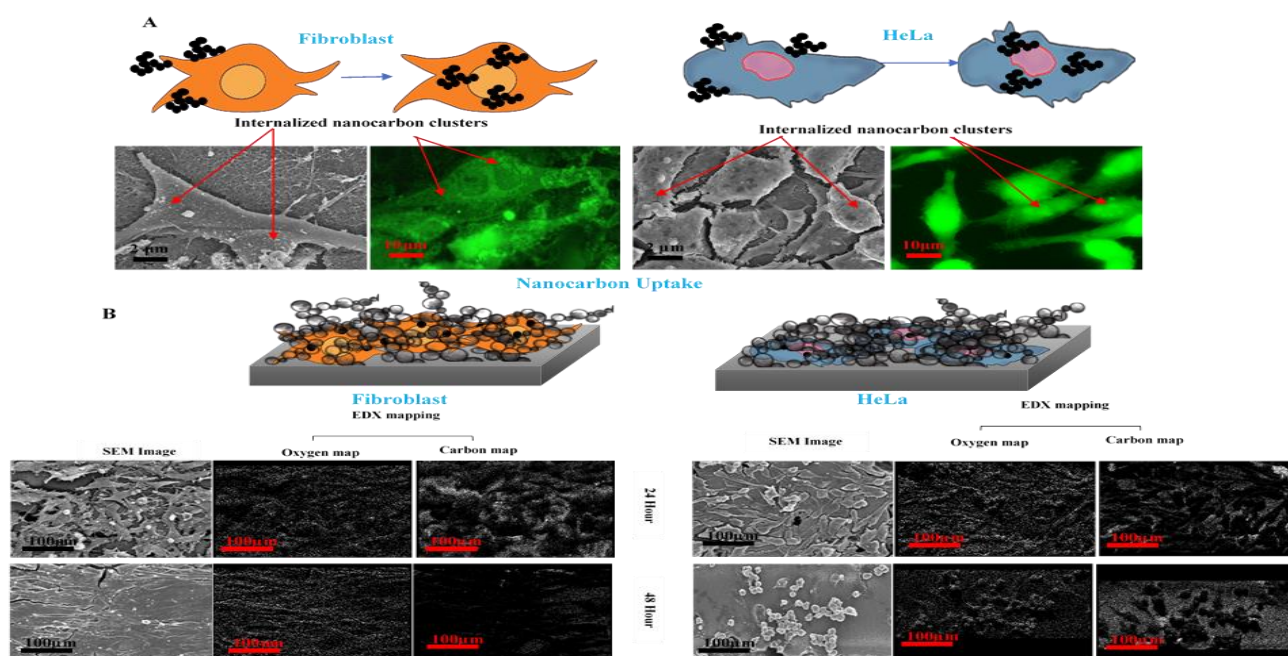 A
Fibroblast
HeLa
Internalized nanocarbon clusters
Internalized nanocarbon clusters
2 µm
10µm
2 µm
10µm
Nanocarbon Uptake
B
Fibroblast
HeLa
EDX mapping
EDX mapping
SEM Image
Oxygen map
Carbon map
SEM Image
Oxygen map
Carbon map
100µm
100µm
100µm
24 Hour
100µm
100µm
100µm
100µm
100µm
100µm
48 Hour
100µm
100µm
100µm